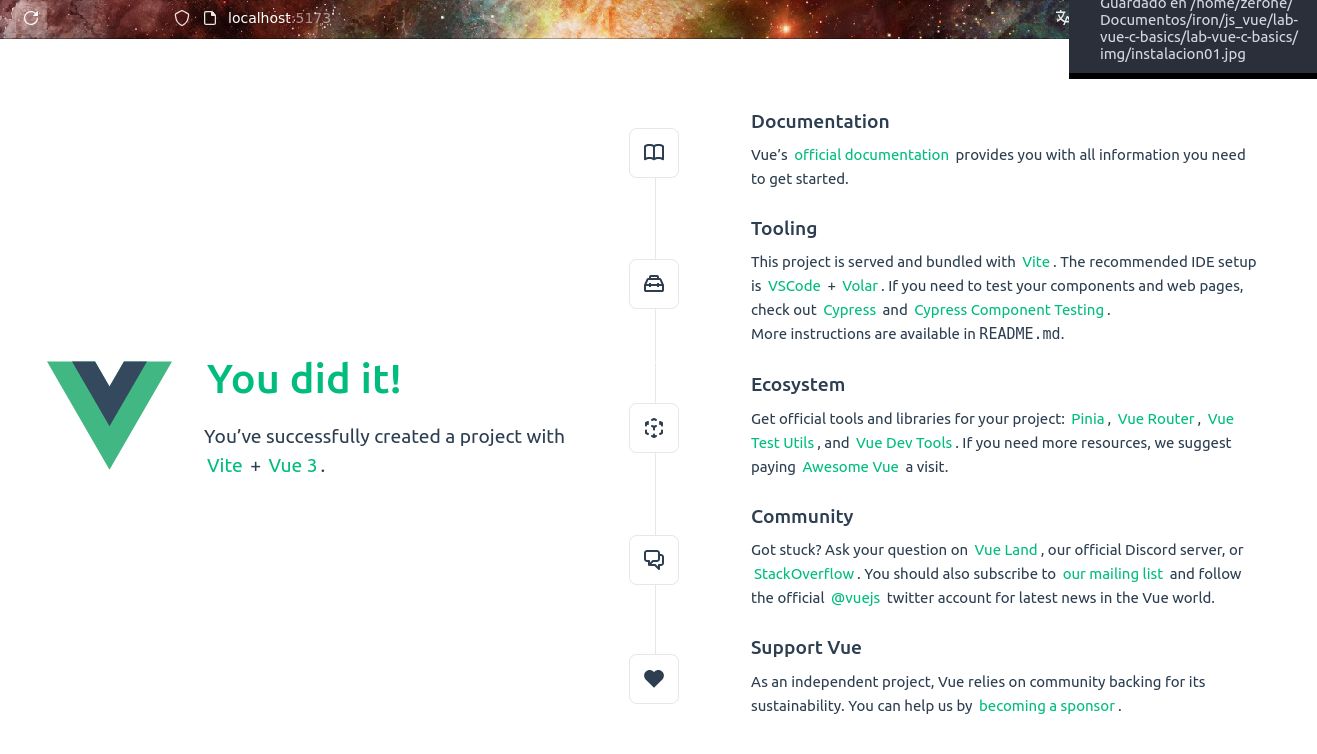 localhost:5173
Guardado en /home/zerone/
Documentos/iron/js_vue/lab-
vue-c-basics/lab-vue-c-basics/
img/instalacion01.jpg
You did it!
You’ve successfully created a project with
Vite + Vue 3.
Documentation
Vue’s official documentation provides you with all information you need
to get started.
Tooling
This project is served and bundled with Vite. The recommended IDE setup
is VSCode + Volar. If you need to test your components and web pages,
check out Cypress and Cypress Component Testing.
More instructions are available in README.md.
Ecosystem
Get official tools and libraries for your project: Pinia, Vue Router, Vue
Test Utils, and Vue Dev Tools. If you need more resources, we suggest
paying Awesome Vue a visit.
Community
Got stuck? Ask your question on Vue Land, our official Discord server, or
StackOverflow. You should also subscribe to our mailing list and follow
the official @vuejs twitter account for latest news in the Vue world.
Support Vue
As an independent project, Vue relies on community backing for its
sustainability. You can help us by becoming a sponsor.